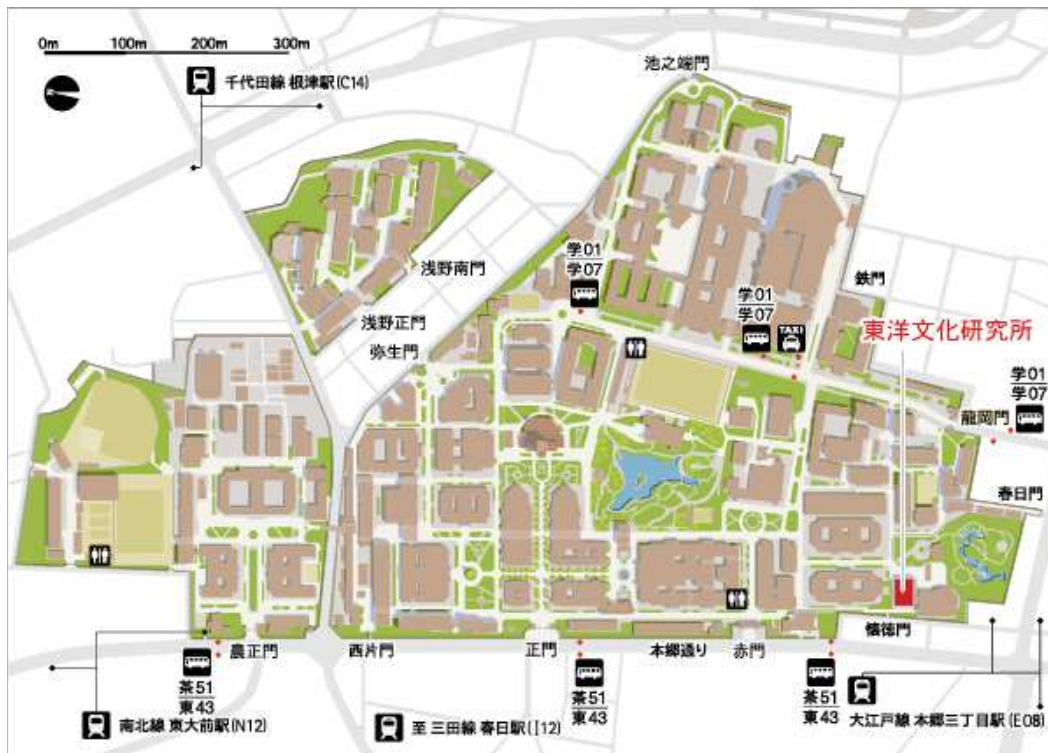 0m 100m 200m 300m
千代田線 根津駅(C14)
池之端門
学01
学07
浅野南門
浅野正門
弥生門
学01
学07
TAXI
鉄門
東洋文化研究所
学01
学07
龍岡門
春日門
懐徳門
農正門
西片門
正門
本郷通り
赤門
茶51
東43
茶51
東43
茶51
東43
南北線 東大前駅(N12)
至 三田線 春日駅(I12)
大江戸線 本郷三丁目駅(E08)